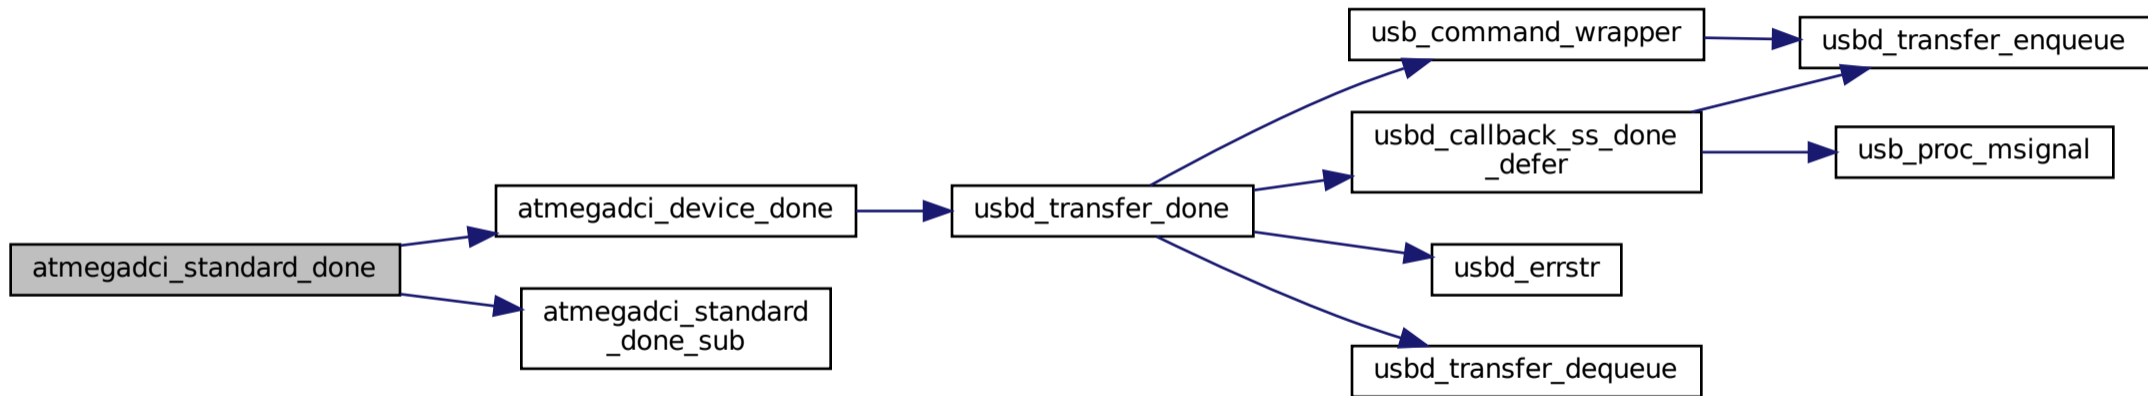 atmegadci_standard_done
atmegadci_device_done
atmegadci_standard
_done_sub
usbd_transfer_done
usb_command_wrapper
usbd_callback_ss_done
_defer
usbd_errstr
usbd_transfer_dequeue
usbd_transfer_enqueue
usb_proc_msignal